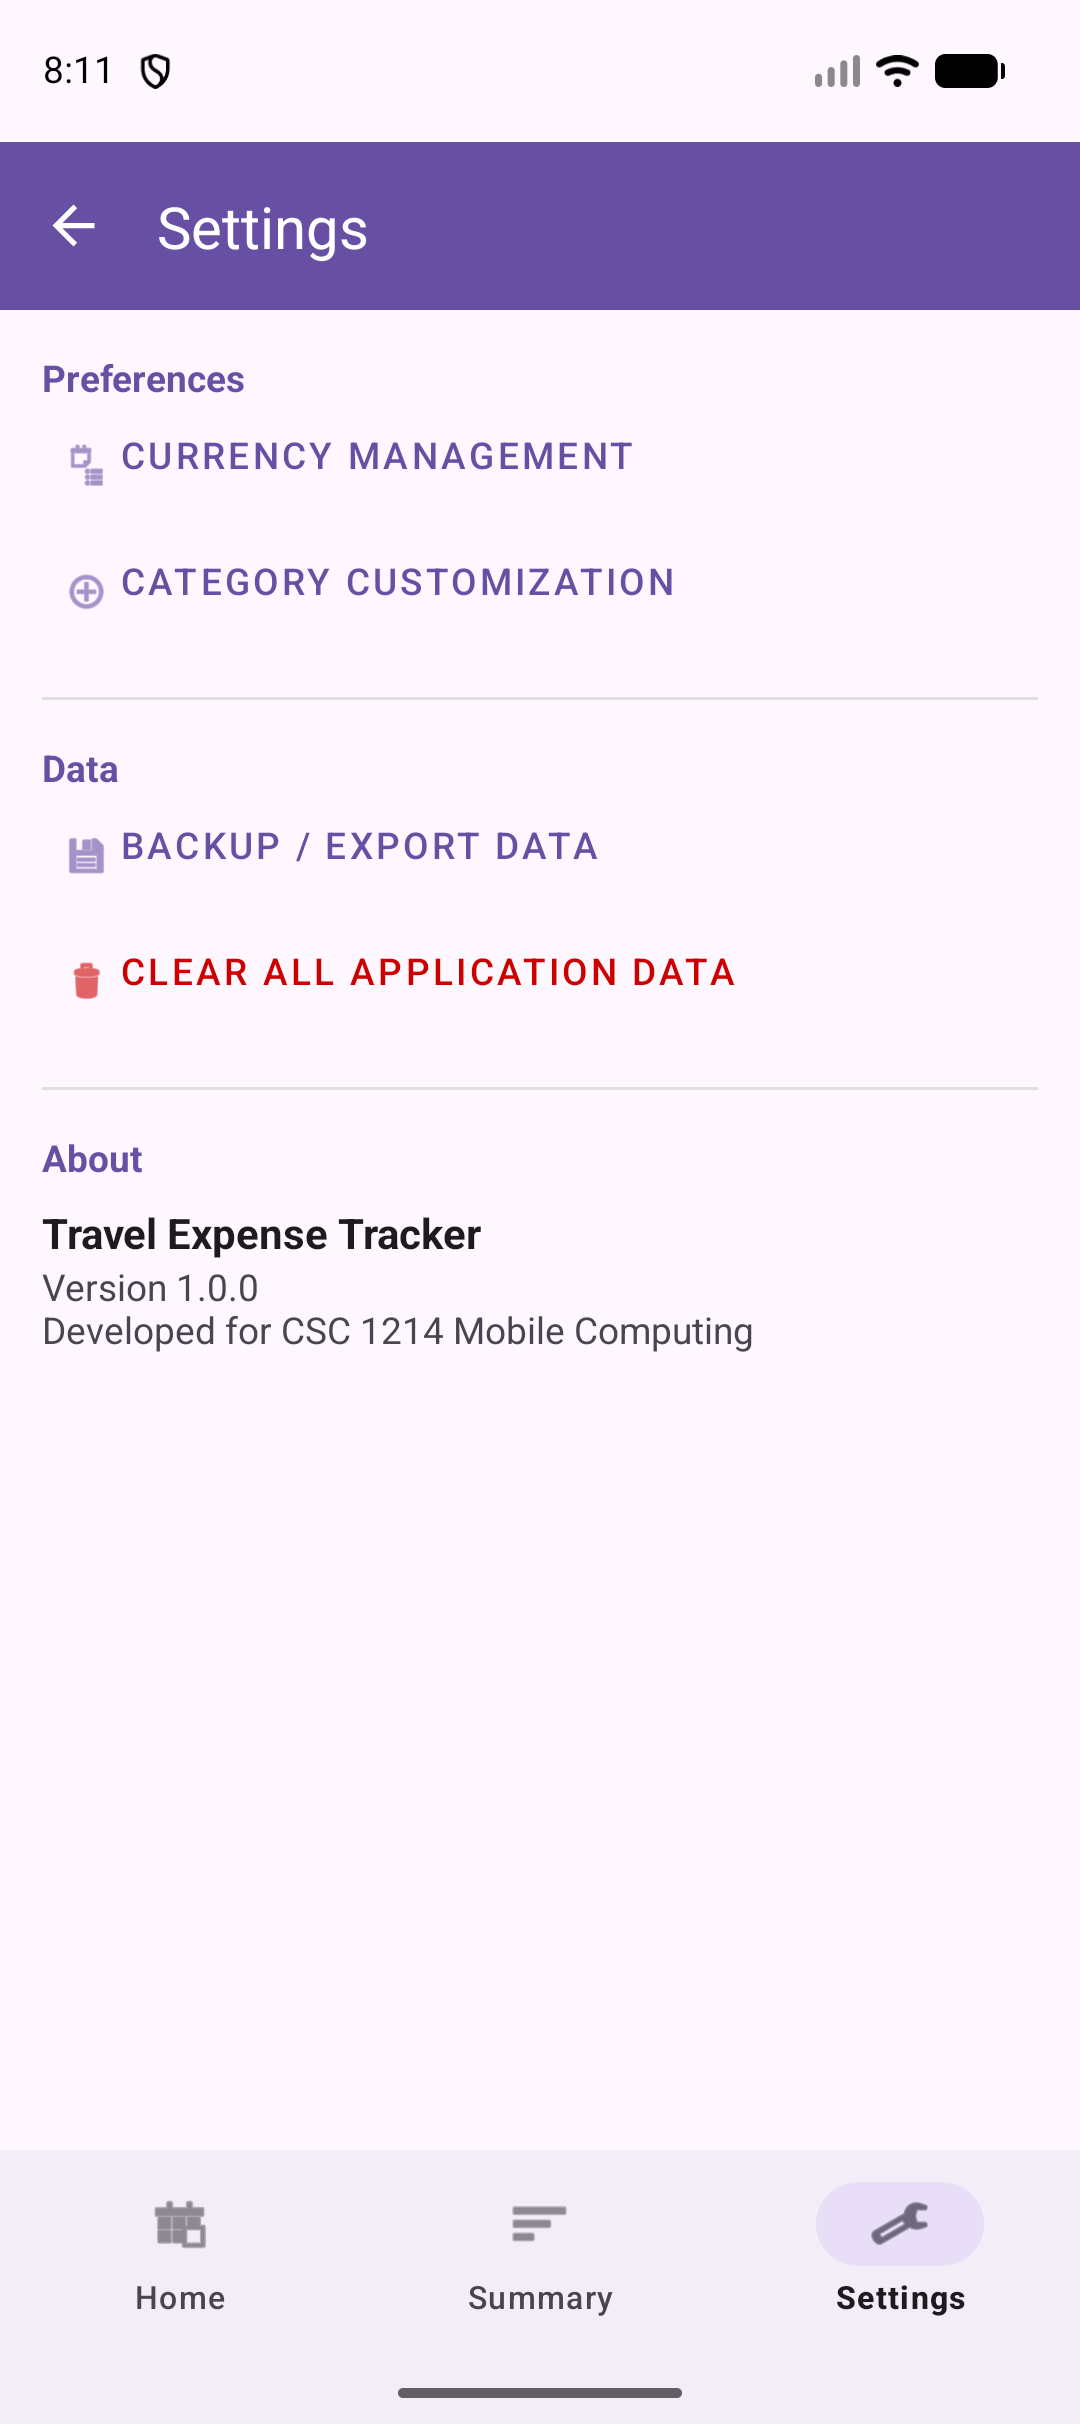 8:11
Settings
Preferences
CURRENCY MANAGEMENT
CATEGORY CUSTOMIZATION
Data
BACKUP / EXPORT DATA
CLEAR ALL APPLICATION DATA
About
Travel Expense Tracker
Version 1.0.0
Developed for CSC 1214 Mobile Computing
Home
Summary
Settings